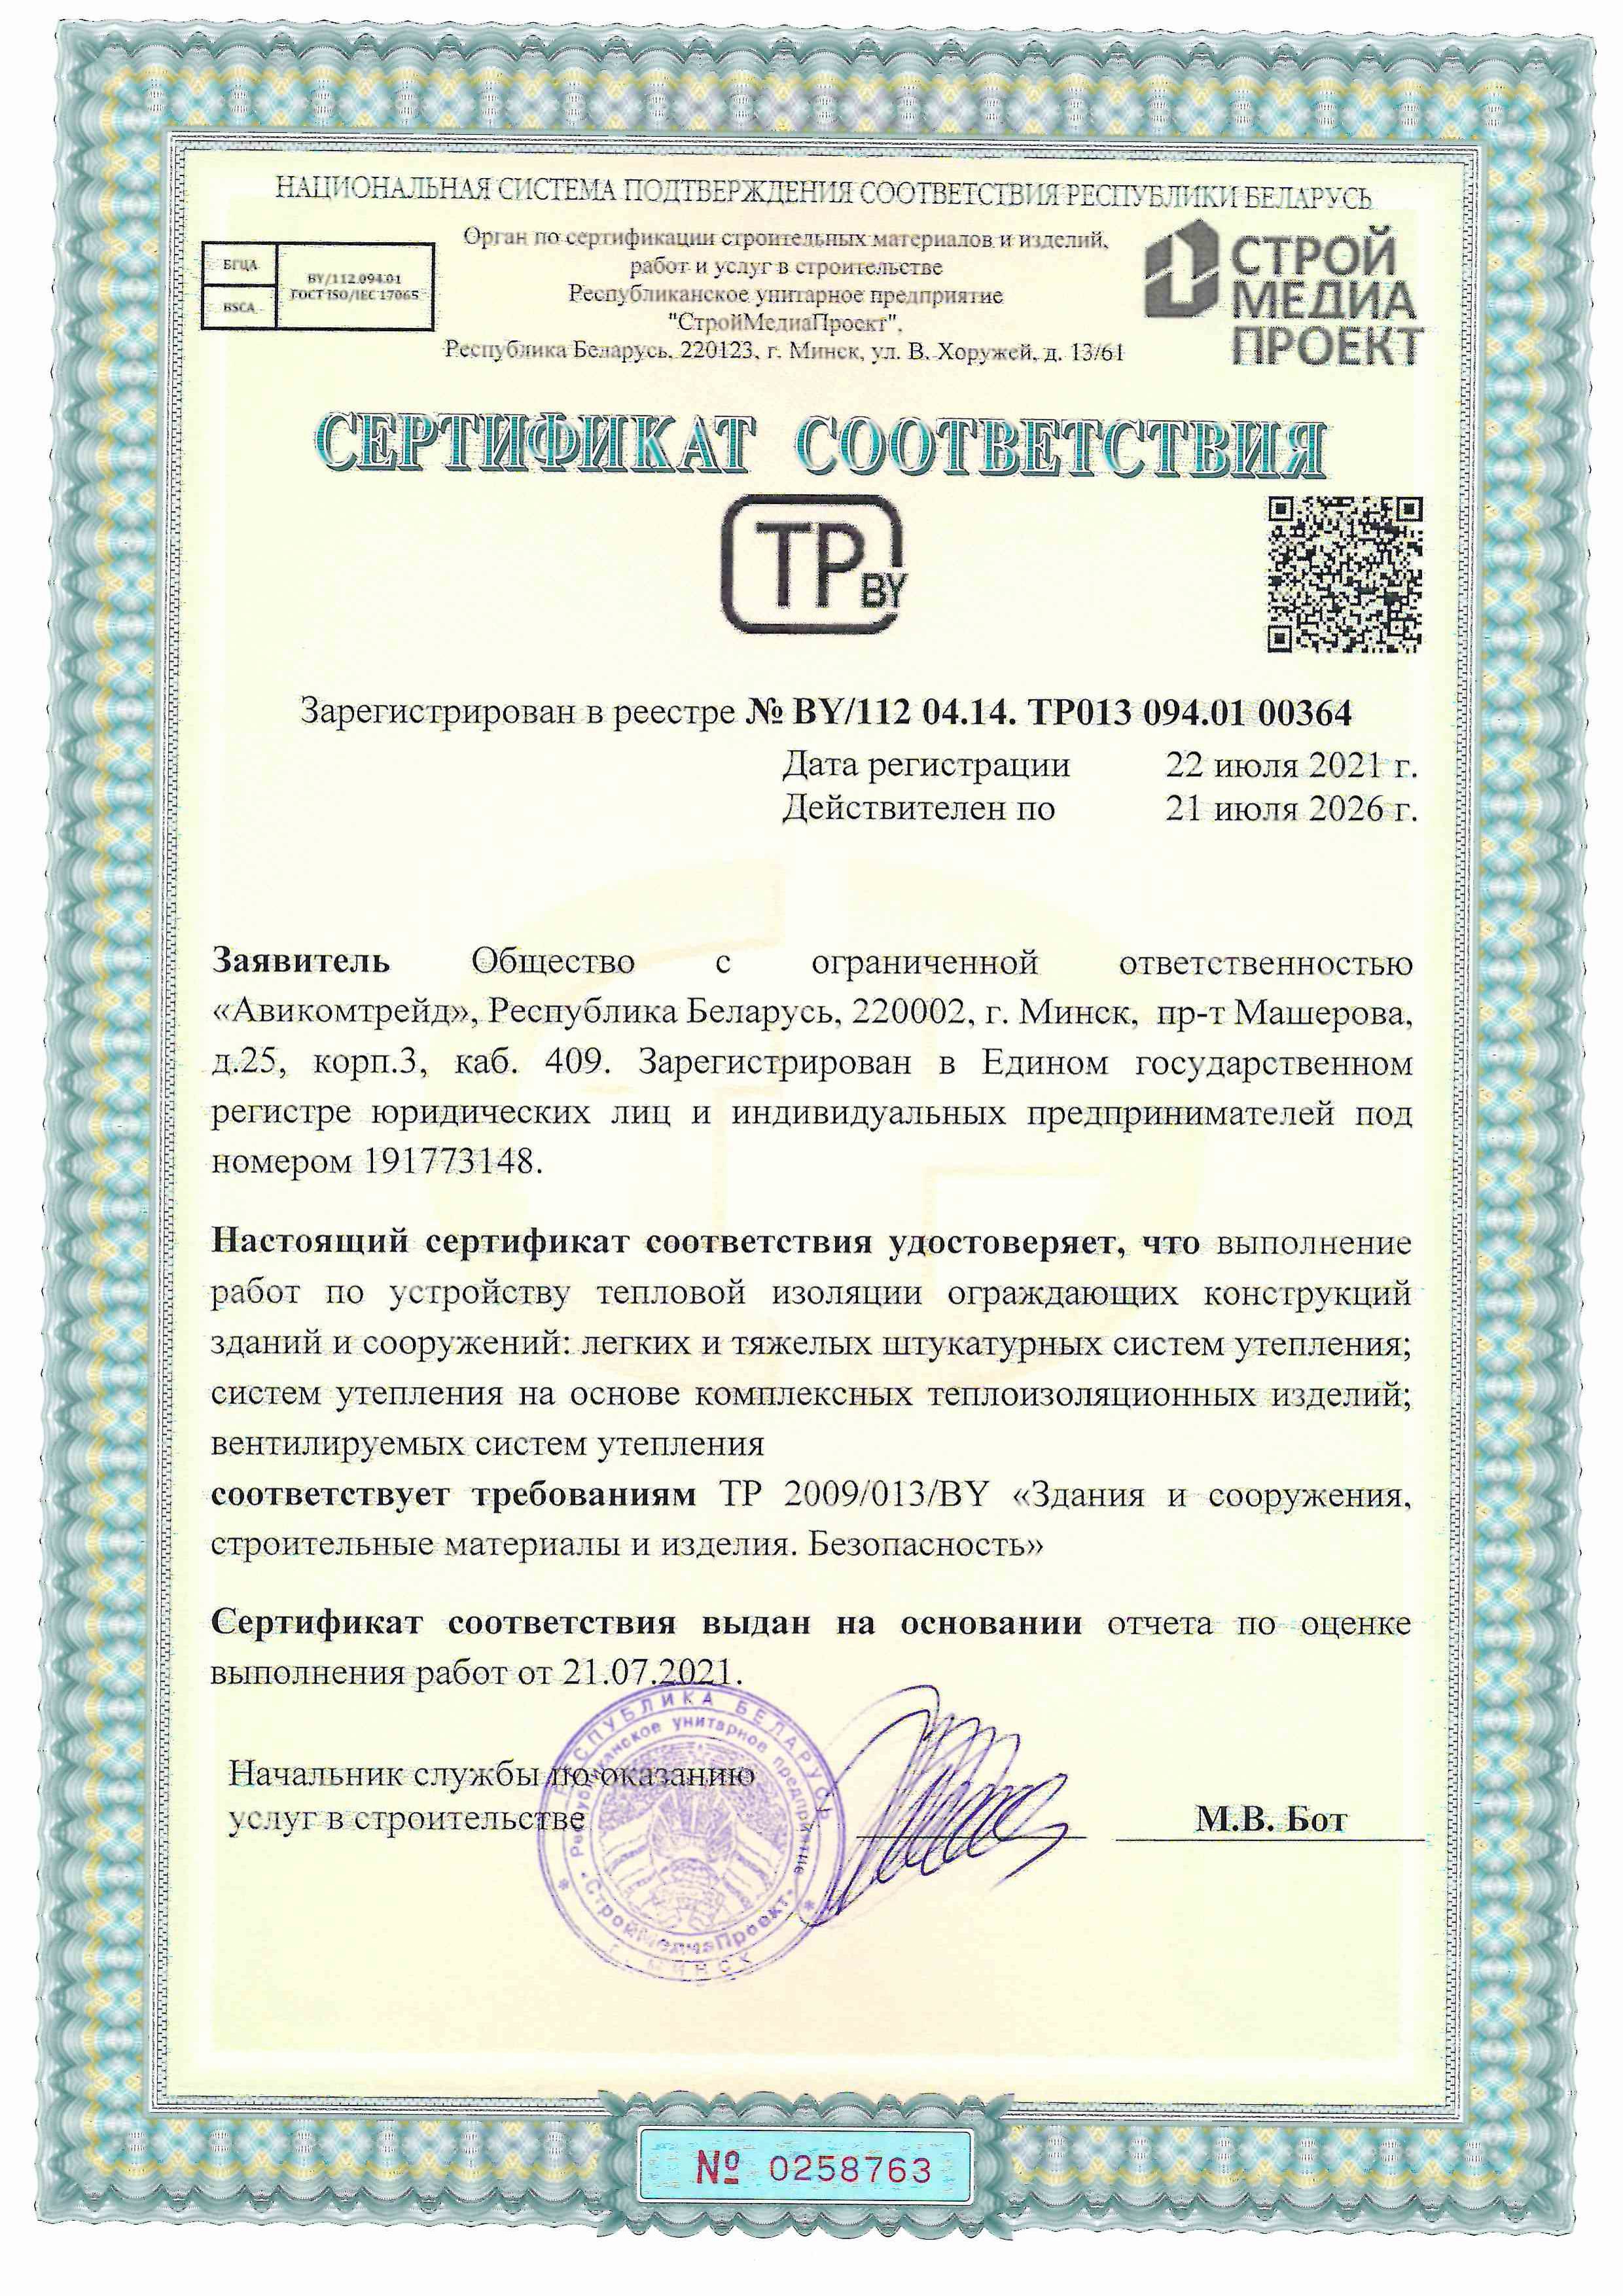 НАЦИОНАЛЬНАЯ СИСТЕМА ПОДТВЕРЖДЕНИЯ СООТВЕТСТВИЯ РЕСПУБЛИКИ БЕЛАРУСЬ
БГЦА
BSCA
BY/112 094.01
ГОСТ ISO/IEC 17065
Орган по сертификации строительных материалов и изделий,
работ и услуг в строительстве
Республиканское унитарное предприятие
"СтройМедиаПроект",
Республика Беларусь, 220123, г. Минск, ул. В. Хоружей, д. 13/61
СТРОЙ
МЕДИА
ПРОЕКТ
СЕРТИФИКАТ СООТВЕТСТВИЯ
ТР BY
Зарегистрирован в реестре № BY/112 04.14. ТР013 094.01 00364
Дата регистрации 22 июля 2021 г.
Действителен по 21 июля 2026 г.
Заявитель Общество с ограниченной ответственностью
«Авикомтрейд», Республика Беларусь, 220002, г. Минск, пр-т Машерова,
д.25, корп.3, каб. 409. Зарегистрирован в Едином государственном
регистре юридических лиц и индивидуальных предпринимателей под
номером 191773148.
Настоящий сертификат соответствия удостоверяет, что выполнение
работ по устройству тепловой изоляции ограждающих конструкций
зданий и сооружений: легких и тяжелых штукатурных систем утепления;
систем утепления на основе комплексных теплоизоляционных изделий;
вентилируемых систем утепления
соответствует требованиям ТР 2009/013/BY «Здания и сооружения,
строительные материалы и изделия. Безопасность»
Сертификат соответствия выдан на основании отчета по оценке
выполнения работ от 21.07.2021.
РЕСПУБЛИКА БЕЛАРУСЬ
Республиканское унитарное предприятие
«СтройМедиаПроект»
г. МИНСК
Начальник службы по оказанию
услуг в строительстве
М.В. Бот
№ 0258763